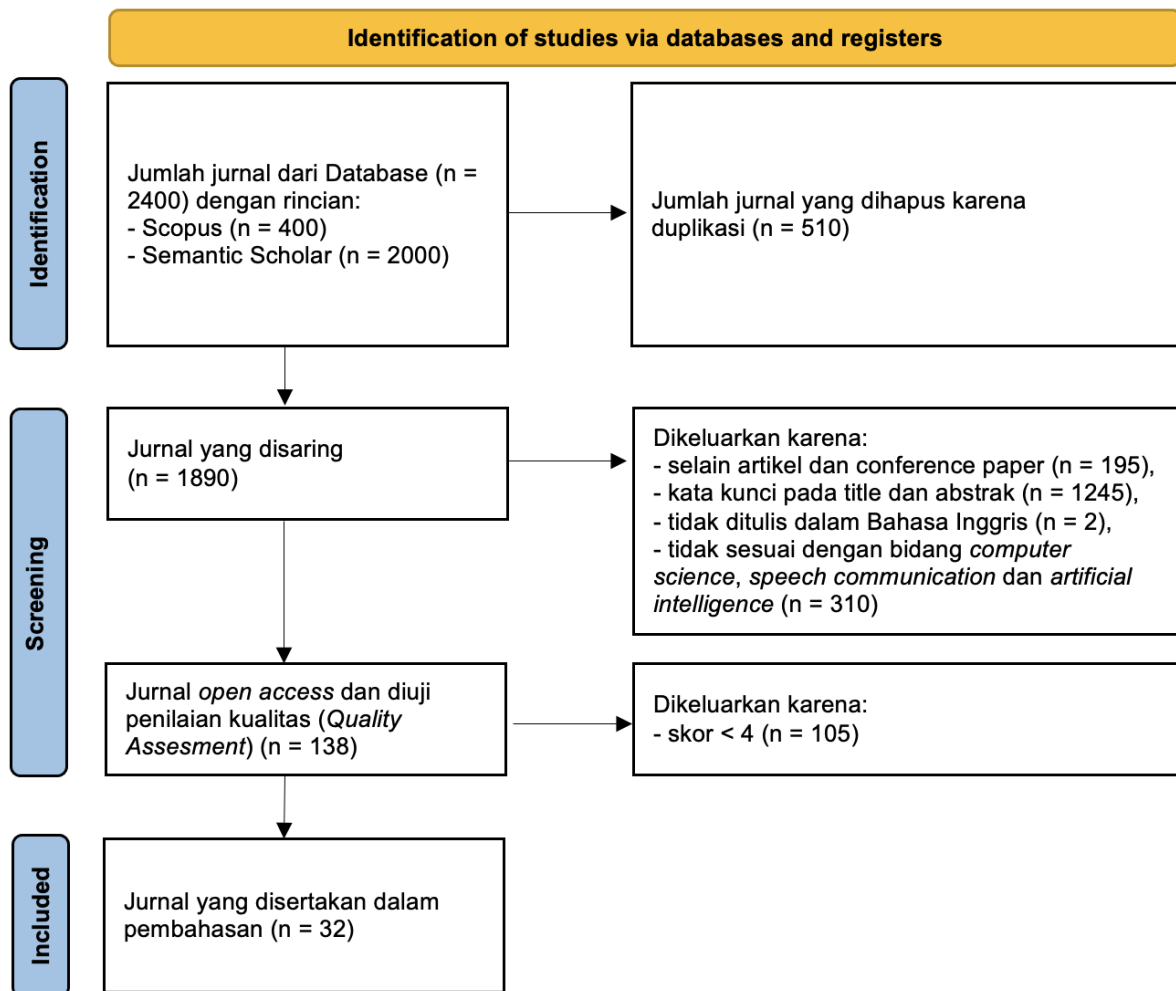 Identification of studies via databases and registers
Identification
Jumlah jurnal dari Database (n =
2400) dengan rincian:
- Scopus (n = 400)
- Semantic Scholar (n = 2000)
Jumlah jurnal yang dihapus karena
duplikasi (n = 510)
Screening
Jurnal yang disaring
(n = 1890)
Dikeluarkan karena:
- selain artikel dan conference paper (n = 195),
- kata kunci pada title dan abstrak (n = 1245),
- tidak ditulis dalam Bahasa Inggris (n = 2),
- tidak sesuai dengan bidang computer
science, speech communication dan artificial
intelligence (n = 310)
Jurnal open access dan diuji
penilaian kualitas (Quality
Assesment) (n = 138)
Dikeluarkan karena:
- skor < 4 (n = 105)
Included
Jurnal yang disertakan dalam
pembahasan (n = 32)